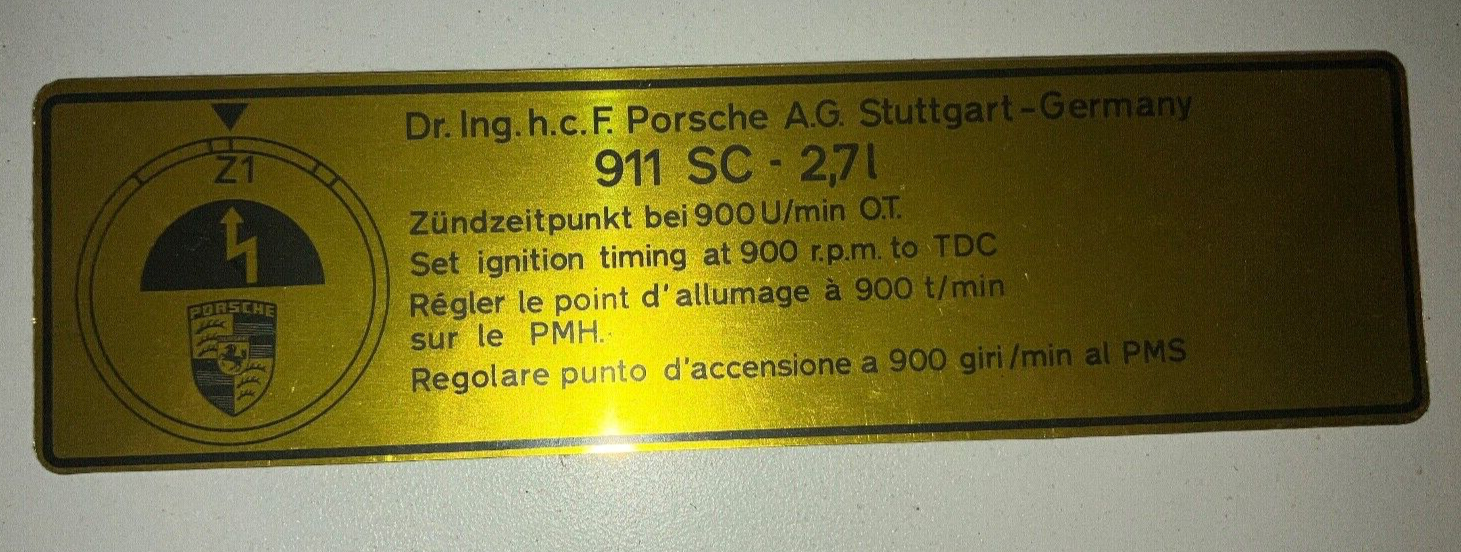 Z1
PORSCHE
Dr. Ing. h.c. F. Porsche A.G. Stuttgart-Germany
911 SC - 2,7l
Zündzeitpunkt bei 900 U/min O.T.
Set ignition timing at 900 r.p.m. to TDC
Régler le point d'allumage à 900 t/min
sur le PMH.
Regolare punto d'accensione a 900 giri/min al PMS